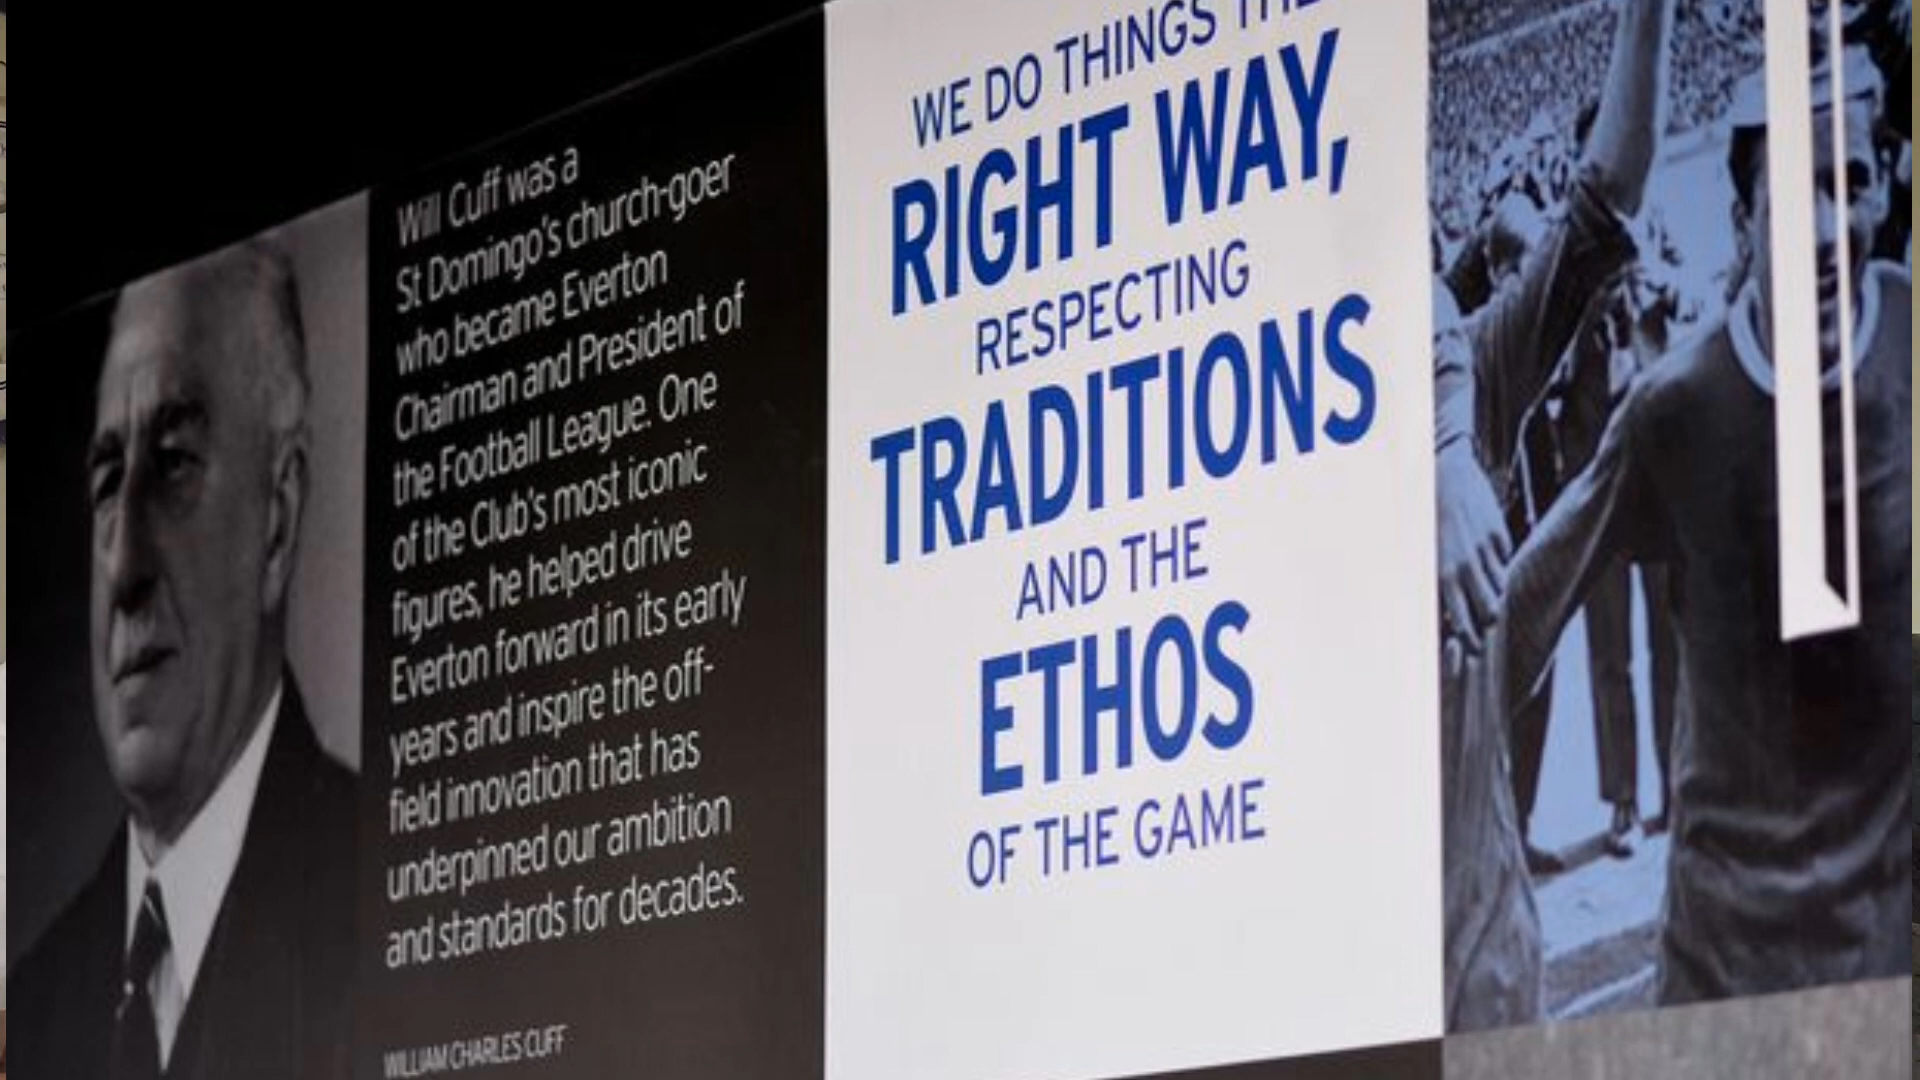 Will Cuff was a
St Domingo's church-goer
who became Everton
Chairman and President of
the Football League. One
of the Club's most iconic
figures, he helped drive
Everton forward in its early
years and inspire the off-
field innovation that has
underpinned our ambition
and standards for decades.
WILLIAM CHARLES CUFF
WE DO THINGS THE
RIGHT WAY,
RESPECTING
TRADITIONS
AND THE
ETHOS
OF THE GAME